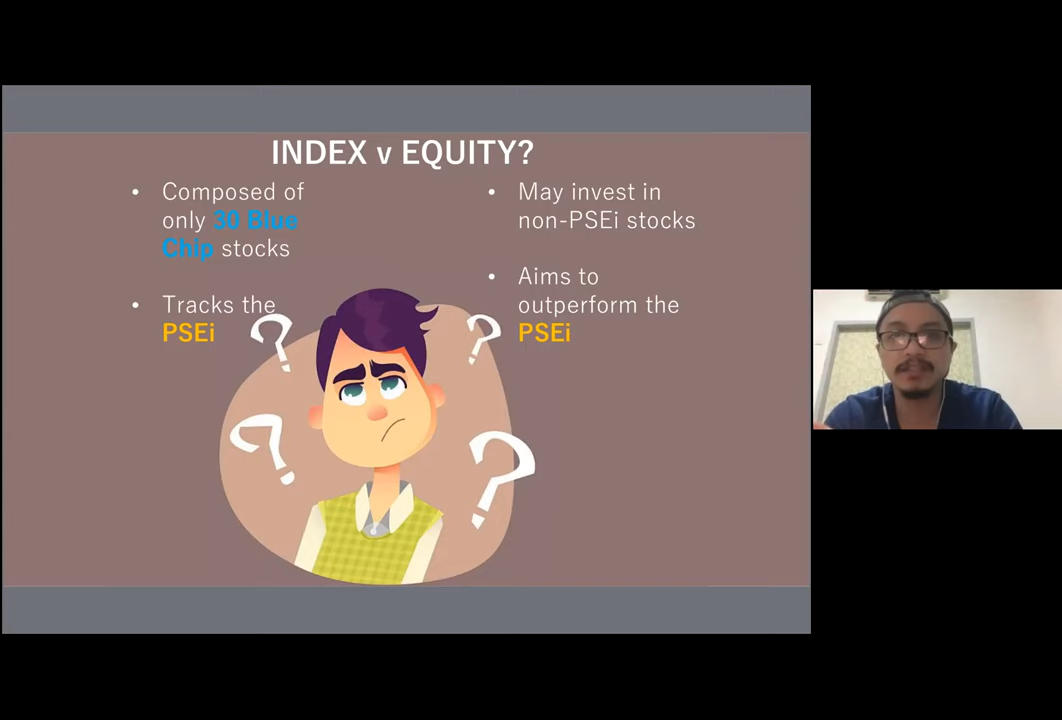 INDEX v EQUITY?
• Composed of
only 30 Blue
Chip stocks
• Tracks the
PSEi
• May invest in
non-PSEi stocks
• Aims to
outperform the
PSEi
? ?
? ?